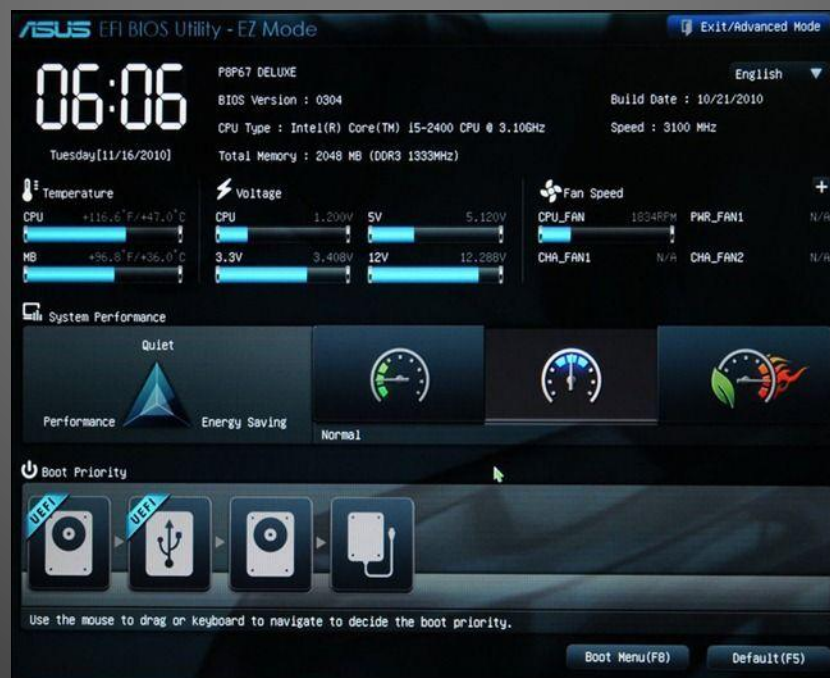 ASUS EFI BIOS Utility - EZ Mode
Exit/Advanced Mode
06:06
Tuesday[11/16/2010]
P8P67 DELUXE
English
BIOS Version : 0304
Build Date : 10/21/2010
CPU Type : Intel(R) Core(TM) i5-2400 CPU @ 3.10GHz
Speed : 3100 MHz
Total Memory : 2048 MB (DDR3 1333MHz)
Temperature
CPU +116.6°F/+47.0°C
MB +96.8°F/+36.0°C
Voltage
CPU 1.200V 5V 5.120V
3.3V 3.408V 12V 12.288V
Fan Speed
CPU_FAN 1834RPM PWR_FAN1 N/A
CHA_FAN1 N/A CHA_FAN2 N/A
System Performance
Quiet
Performance
Energy Saving
Normal
Boot Priority
UEFI
UEFI
Use the mouse to drag or keyboard to navigate to decide the boot priority.
Boot Menu(F8)
Default(F5)